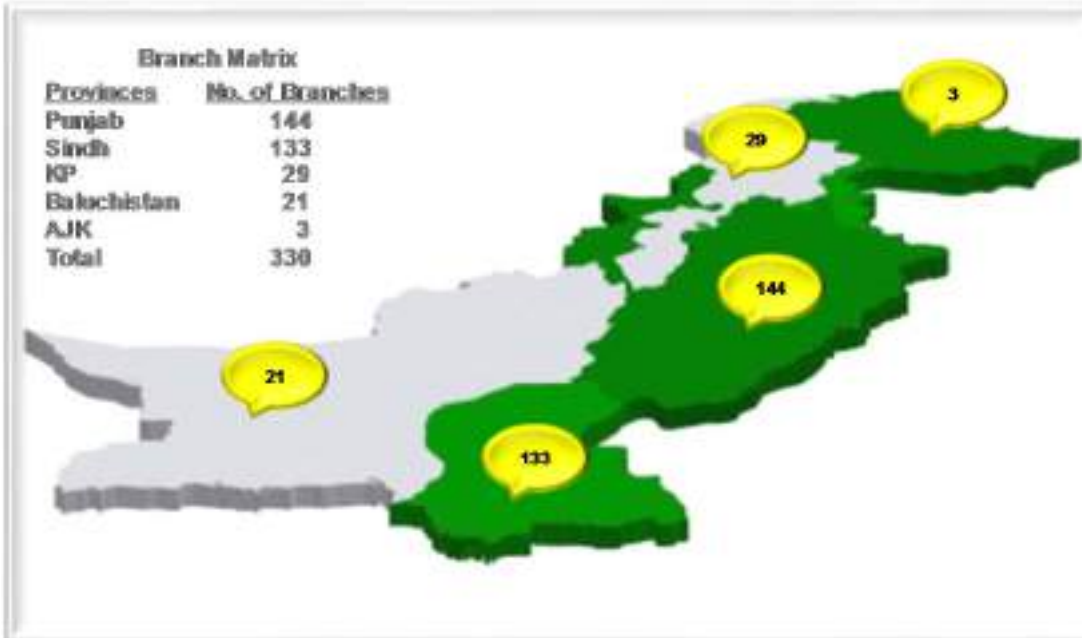 Branch Matrix
Provinces No. of Branches
Punjab 144
Sindh 133
KP 29
Baluchistan 21
AJK 3
Total 330
3
29
144
21
133